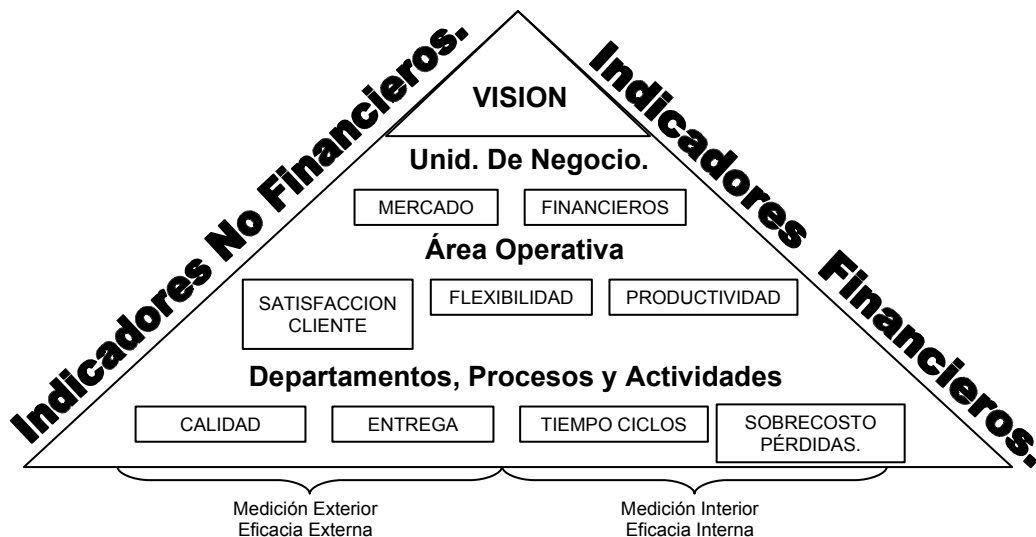 Indicadores No Financieros.
Indicadores Financieros.
VISION
Unid. De Negocio.
MERCADO
FINANCIEROS
Área Operativa
SATISFACCION
CLIENTE
FLEXIBILIDAD
PRODUCTIVIDAD
Departamentos, Procesos y Actividades
CALIDAD
ENTREGA
TIEMPO CICLOS
SOBRECOSTO
PÉRDIDAS.
Medición Exterior
Eficacia Externa
Medición Interior
Eficacia Interna